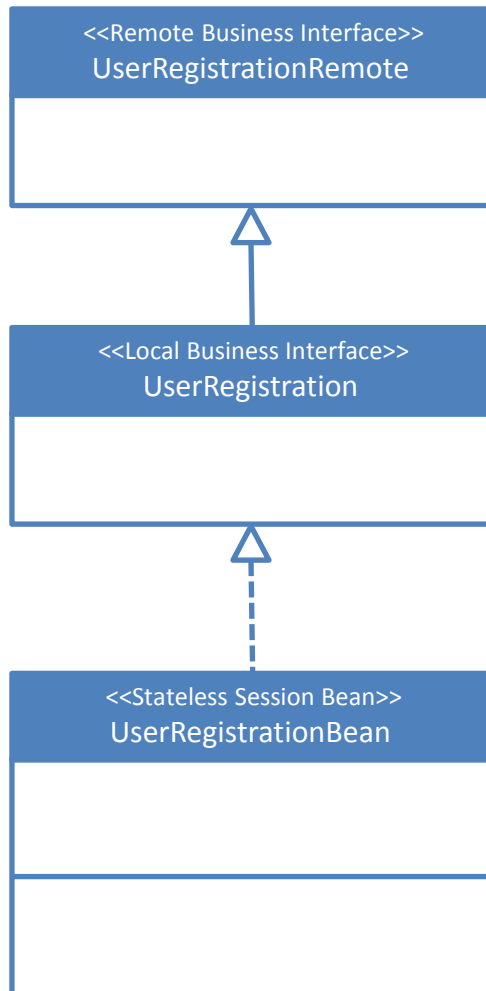 <<Remote Business Interface>>
UserRegistrationRemote
<<Local Business Interface>>
UserRegistration
<<Stateless Session Bean>>
UserRegistrationBean